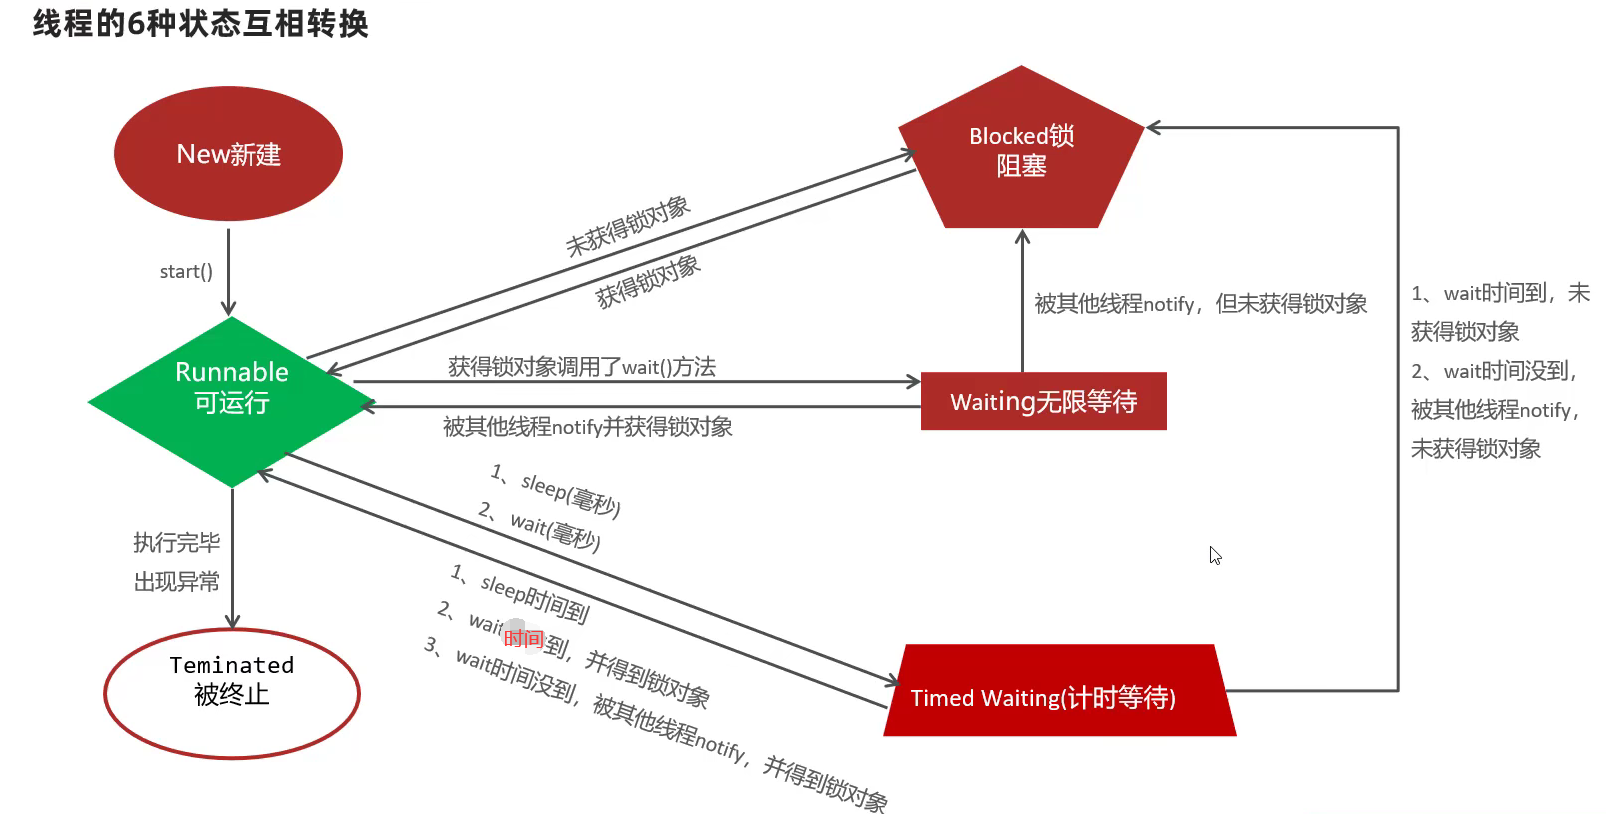 线程的6种状态互相转换
New新建
start()
Runnable
可运行
执行完毕
出现异常
Teminated
被终止
未获得锁对象
获得锁对象
获得锁对象调用了wait()方法
被其他线程notify并获得锁对象
1、sleep(毫秒)
2、wait(毫秒)
1、sleep时间到
2、wait时间到，并得到锁对象
3、wait时间没到，被其他线程notify，并得到锁对象
Blocked锁
阻塞
被其他线程notify，但未获得锁对象
Waiting无限等待
Timed Waiting(计时等待)
1、wait时间到，未
获得锁对象
2、wait时间没到，
被其他线程notify，
未获得锁对象